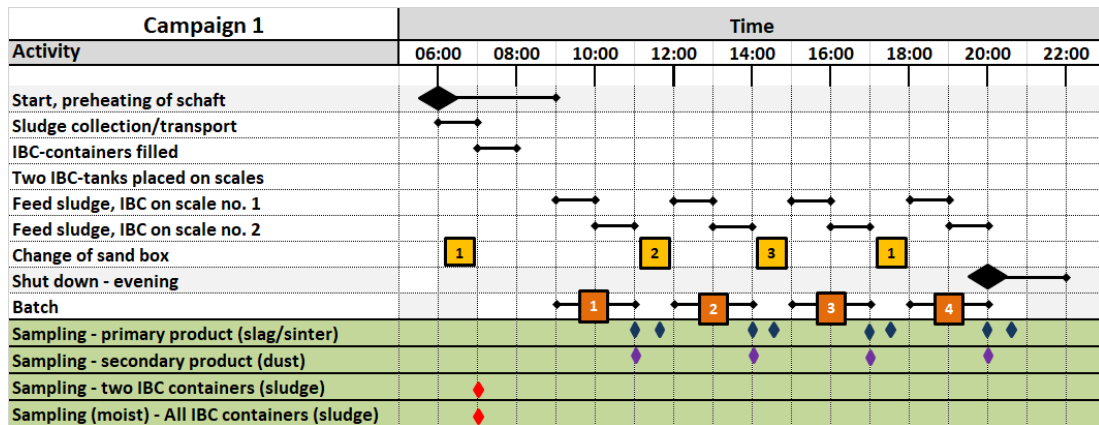 Campaign 1 Time
Activity 06:00 08:00 10:00 12:00 14:00 16:00 18:00 20:00 22:00
Start, preheating of schaft
Sludge collection/transport
IBC-containers filled
Two IBC-tanks placed on scales
Feed sludge, IBC on scale no. 1
Feed sludge, IBC on scale no. 2
Change of sand box 1 2 3 1
Shut down - evening
Batch 1 2 3 4
Sampling - primary product (slag/sinter)
Sampling - secondary product (dust)
Sampling - two IBC containers (sludge)
Sampling (moist) - All IBC containers (sludge)